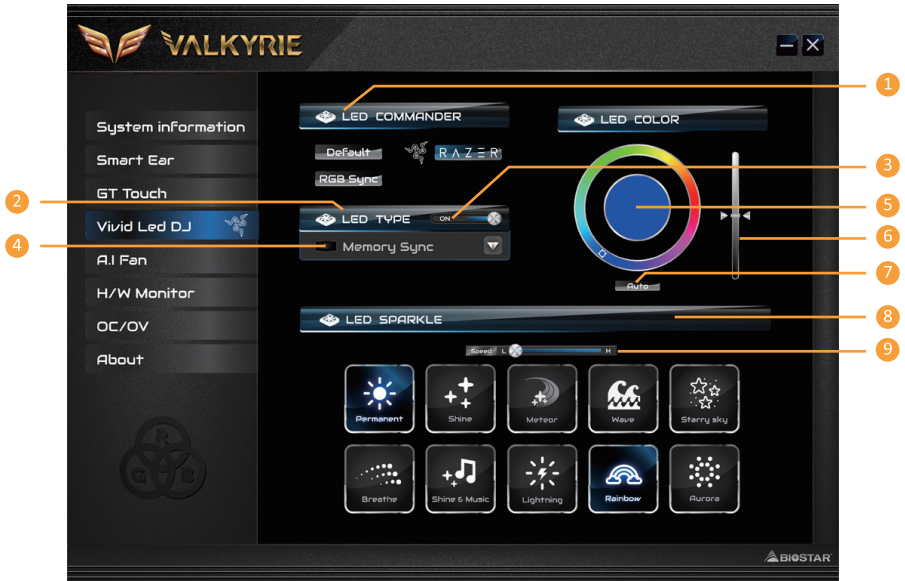 VALKYRIE
System information
Smart Ear
GT Touch
Vivid Led DJ
A.I Fan
H/W Monitor
OC/OV
About
R
G B
LED COMMANDER
Default
RAZER
RGB Sync
LED TYPE ON
Memory Sync
LED COLOR
Auto
LED SPARKLE
Speed L H
Permanent Shine Meteor Wave Starry sky
Breathe Shine & Music Lightning Rainbow Aurora
BIOSTAR
1
2
3
4
5
6
7
8
9